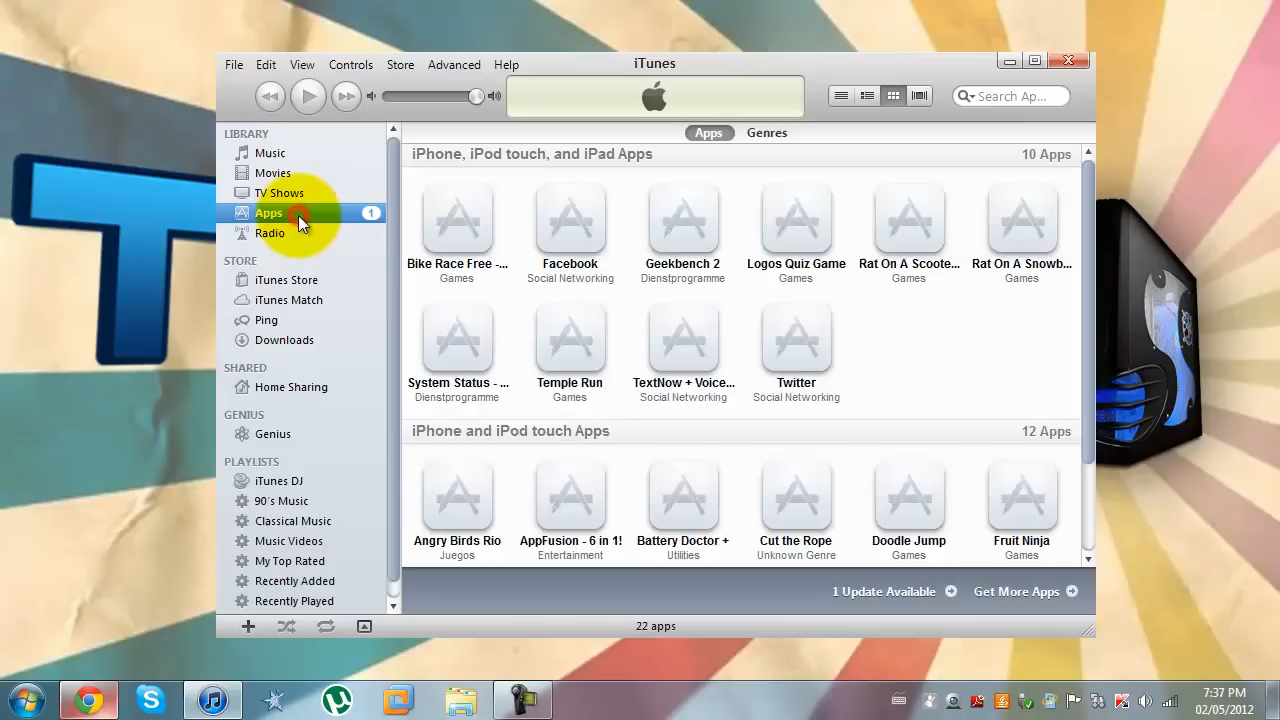 iTunes
File Edit View Controls Store Advanced Help
Search Ap...
LIBRARY
Music
Movies
TV Shows
Apps 1
Radio
STORE
iTunes Store
iTunes Match
Ping
Downloads
SHARED
Home Sharing
GENIUS
Genius
PLAYLISTS
iTunes DJ
90's Music
Classical Music
Music Videos
My Top Rated
Recently Added
Recently Played
Apps Genres
iPhone, iPod touch, and iPad Apps 10 Apps
Bike Race Free -... Facebook Geekbench 2 Logos Quiz Game Rat On A Scoote... Rat On A Snowb...
Games Social Networking Dienstprogramme Games Games Games
System Status - ... Temple Run TextNow + Voice... Twitter
Dienstprogramme Games Social Networking Social Networking
iPhone and iPod touch Apps 12 Apps
Angry Birds Rio AppFusion - 6 in 1! Battery Doctor + Cut the Rope Doodle Jump Fruit Ninja
Juegos Entertainment Utilities Unknown Genre Games Games
1 Update Available Get More Apps
22 apps
T
7:37 PM
02/05/2012